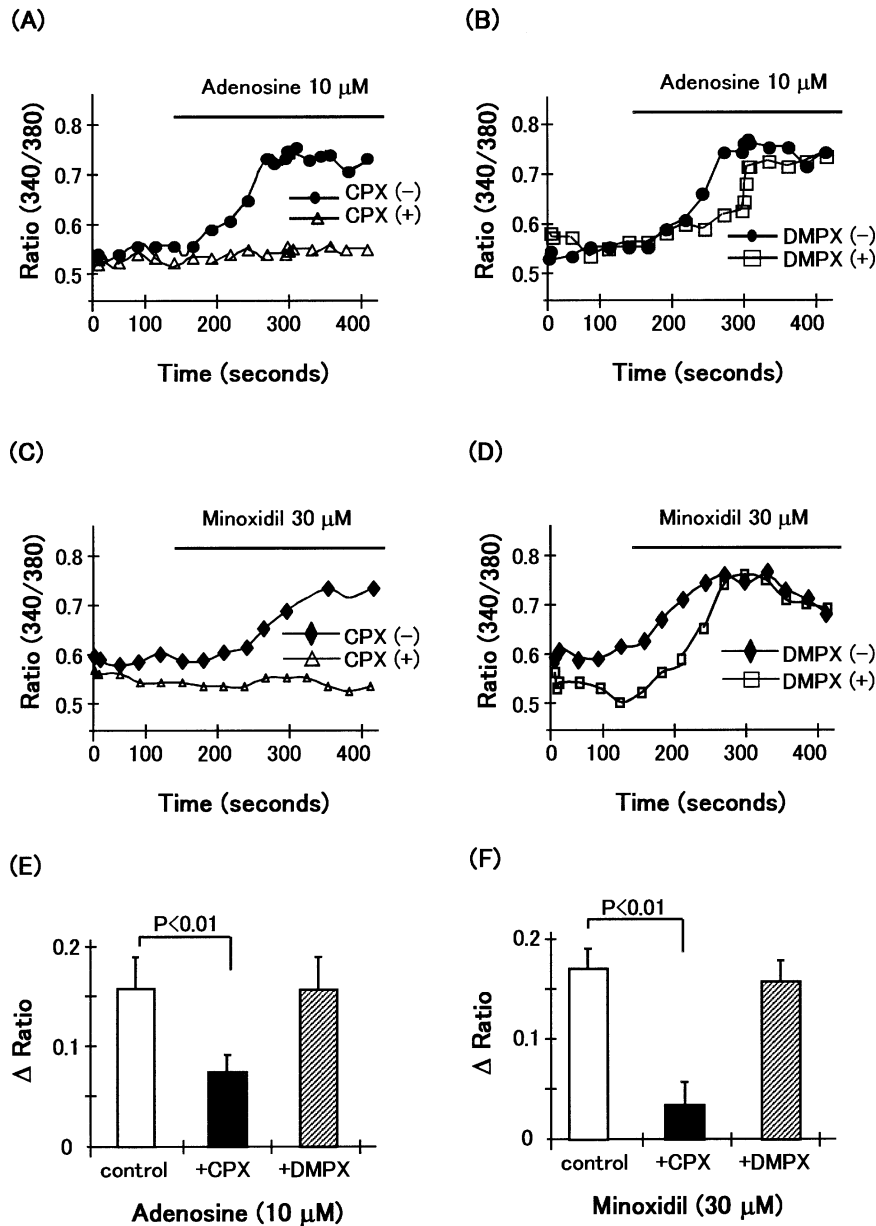 (A)
Adenosine 10 μM
Ratio (340/380)
0.8
0.7
0.6
0.5
CPX (−)
CPX (+)
0 100 200 300 400
Time (seconds)
(B)
Adenosine 10 μM
Ratio (340/380)
0.8
0.7
0.6
0.5
DMPX (−)
DMPX (+)
0 100 200 300 400
Time (seconds)
(C)
Minoxidil 30 μM
Ratio (340/380)
0.8
0.7
0.6
0.5
CPX (−)
CPX (+)
0 100 200 300 400
Time (seconds)
(D)
Minoxidil 30 μM
Ratio (340/380)
0.8
0.7
0.6
0.5
DMPX (−)
DMPX (+)
0 100 200 300 400
Time (seconds)
(E)
P<0.01
Δ Ratio
0.2
0.1
0
control +CPX +DMPX
Adenosine (10 μM)
(F)
P<0.01
Δ Ratio
0.2
0.1
0
control +CPX +DMPX
Minoxidil (30 μM)